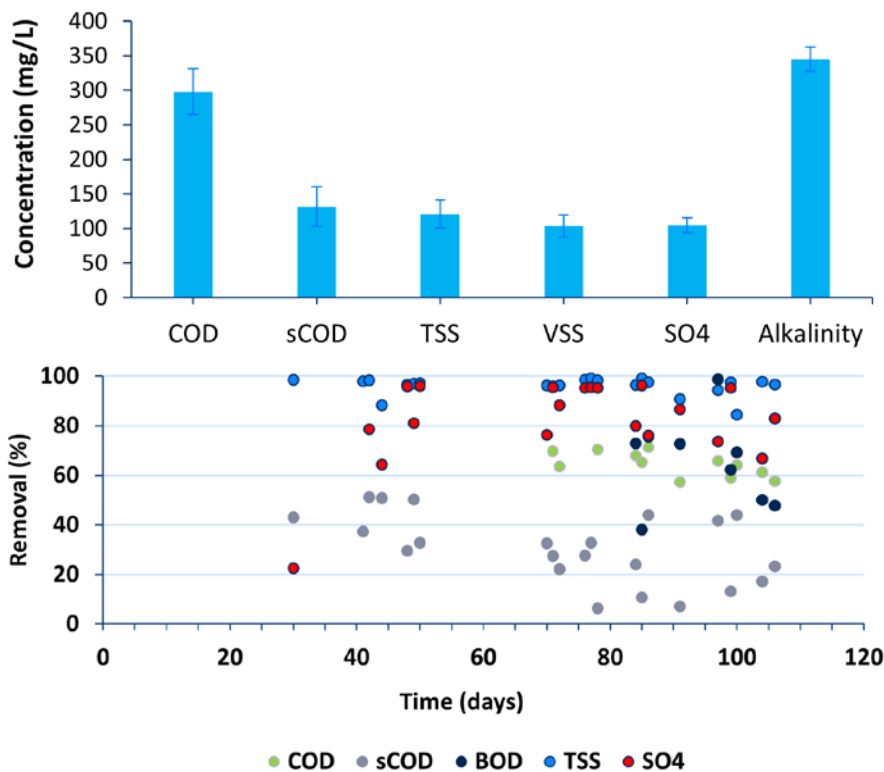 Concentration (mg/L)
400
350
300
250
200
150
100
50
0
COD sCOD TSS VSS SO4 Alkalinity
Removal (%)
100
80
60
40
20
0
0 20 40 60 80 100 120
Time (days)
COD sCOD BOD TSS SO4